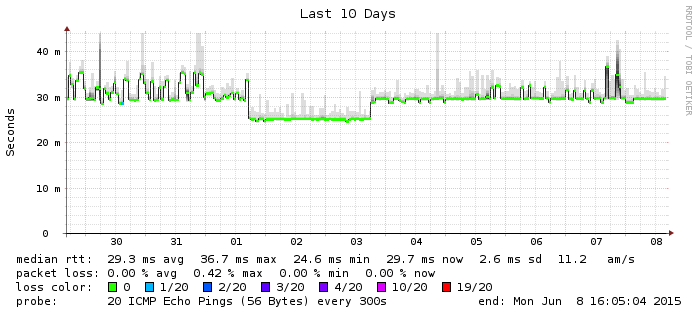 Last 10 Days
RRDTOOL / TOBI OETIKER
Seconds
40 m
30 m
20 m
10 m
0
30 31 01 02 03 04 05 06 07 08
median rtt: 29.3 ms avg 36.7 ms max 24.6 ms min 29.7 ms now 2.6 ms sd 11.2 am/s
packet loss: 0.00 % avg 0.42 % max 0.00 % min 0.00 % now
loss color: 0 1/20 2/20 3/20 4/20 10/20 19/20
probe: 20 ICMP Echo Pings (56 Bytes) every 300s end: Mon Jun 8 16:05:04 2015